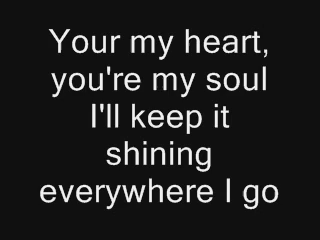 Your my heart,
you're my soul
I'll keep it
shining
everywhere I go